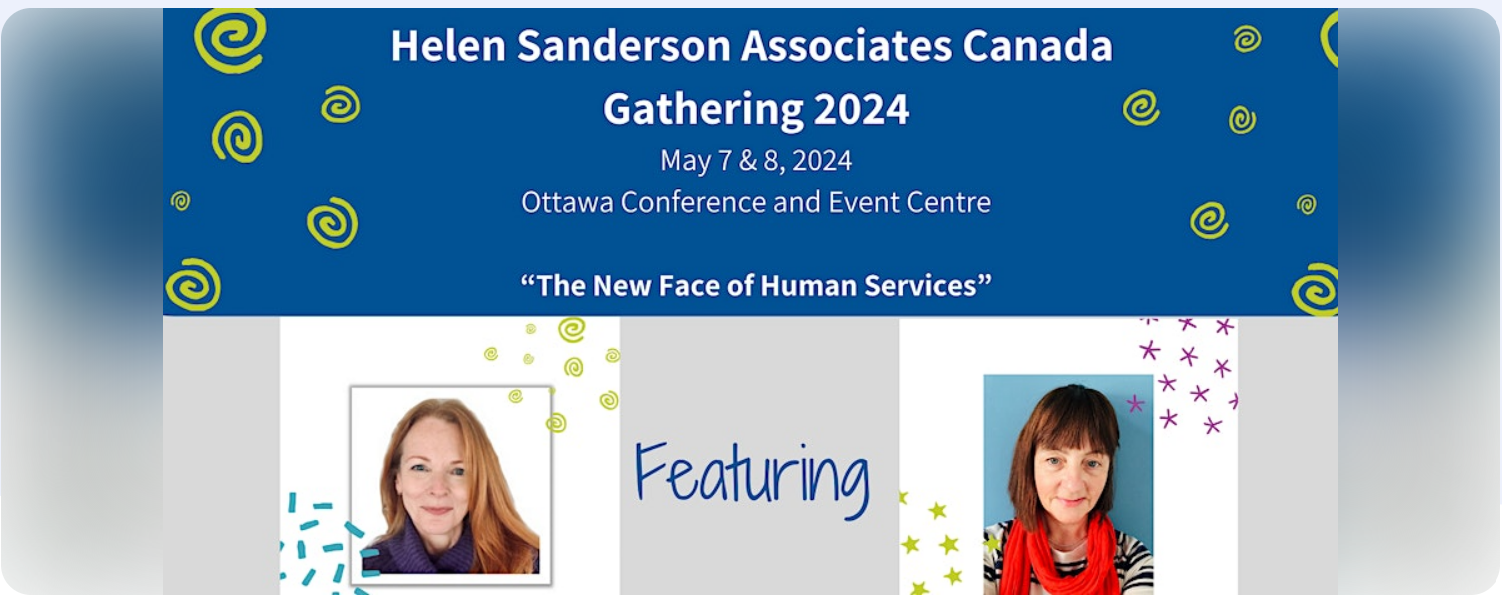 Helen Sanderson Associates Canada
Gathering 2024
May 7 & 8, 2024
Ottawa Conference and Event Centre
“The New Face of Human Services”
Featuring